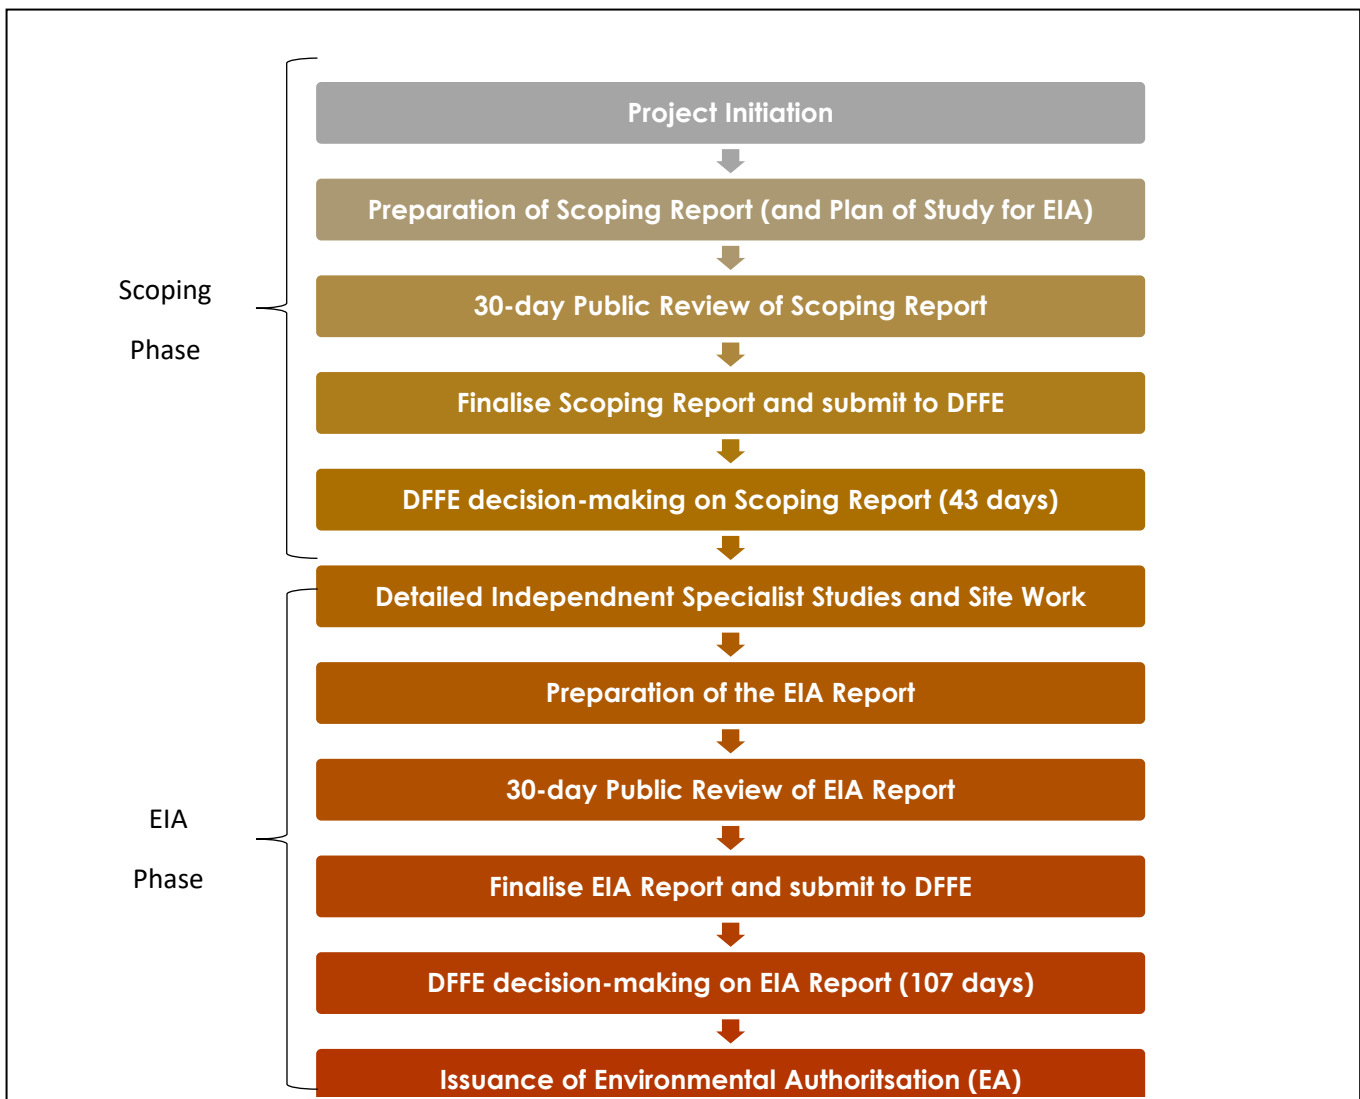 Project Initiation
Preparation of Scoping Report (and Plan of Study for EIA)
30-day Public Review of Scoping Report
Scoping
Phase
Finalise Scoping Report and submit to DFFE
DFFE decision-making on Scoping Report (43 days)
Detailed Independnent Specialist Studies and Site Work
Preparation of the EIA Report
30-day Public Review of EIA Report
EIA
Phase
Finalise EIA Report and submit to DFFE
DFFE decision-making on EIA Report (107 days)
Issuance of Environmental Authoritsation (EA)